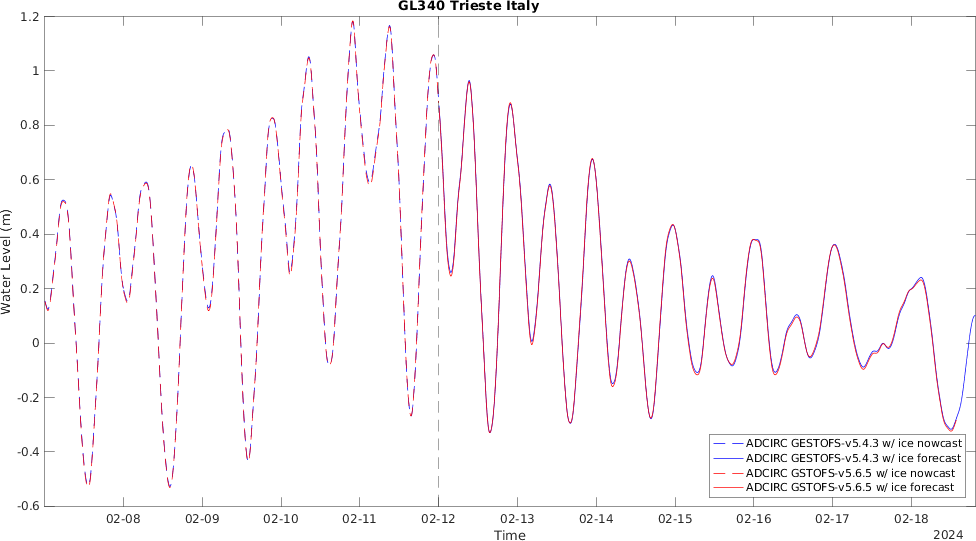 GL340 Trieste Italy
1.2
1
0.8
0.6
0.4
0.2
0
-0.2
-0.4
-0.6
Water Level (m)
ADCIRC GESTOFS-v5.4.3 w/ ice nowcast
ADCIRC GESTOFS-v5.4.3 w/ ice forecast
ADCIRC GSTOFS-v5.6.5 w/ ice nowcast
ADCIRC GSTOFS-v5.6.5 w/ ice forecast
02-08 02-09 02-10 02-11 02-12 02-13 02-14 02-15 02-16 02-17 02-18
Time
2024